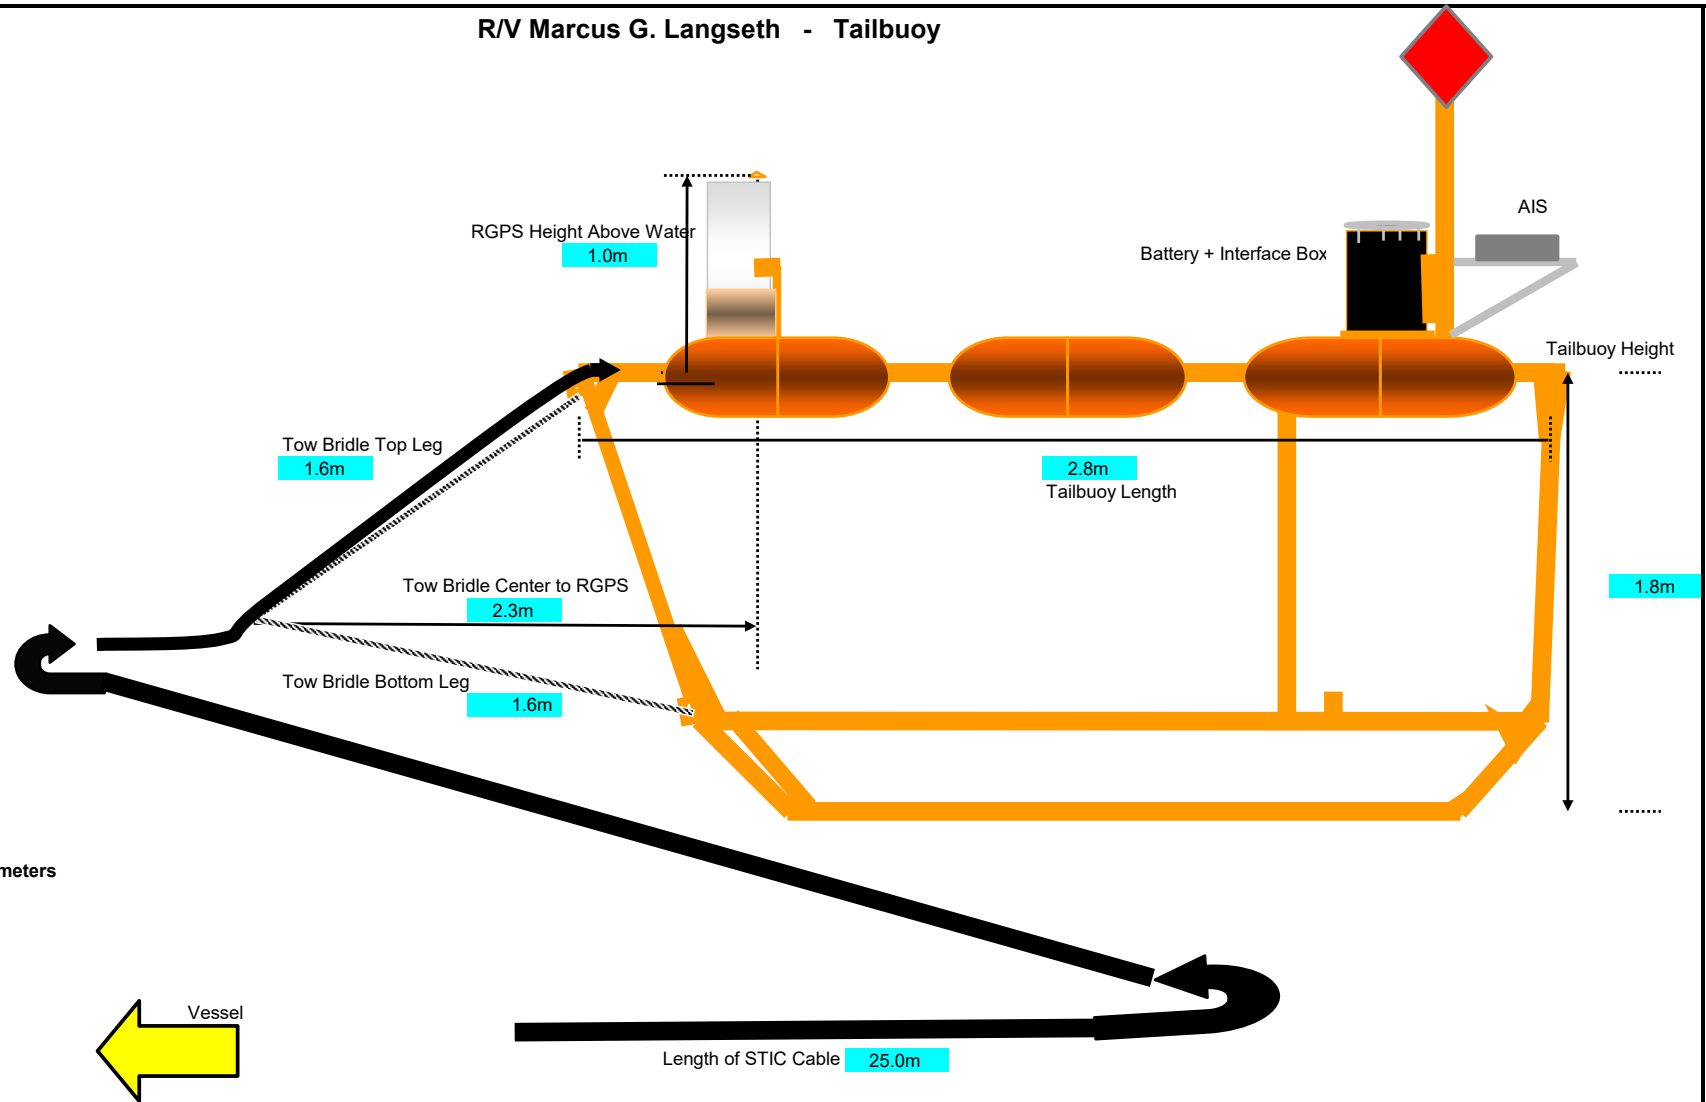 R/V Marcus G. Langseth - Tailbuoy
AIS
RGPS Height Above Water
1.0m
Battery + Interface Box
Tailbuoy Height
Tow Bridle Top Leg
1.6m
2.8m
Tailbuoy Length
Tow Bridle Center to RGPS
2.3m
1.8m
Tow Bridle Bottom Leg
1.6m
meters
Vessel
Length of STIC Cable 25.0m